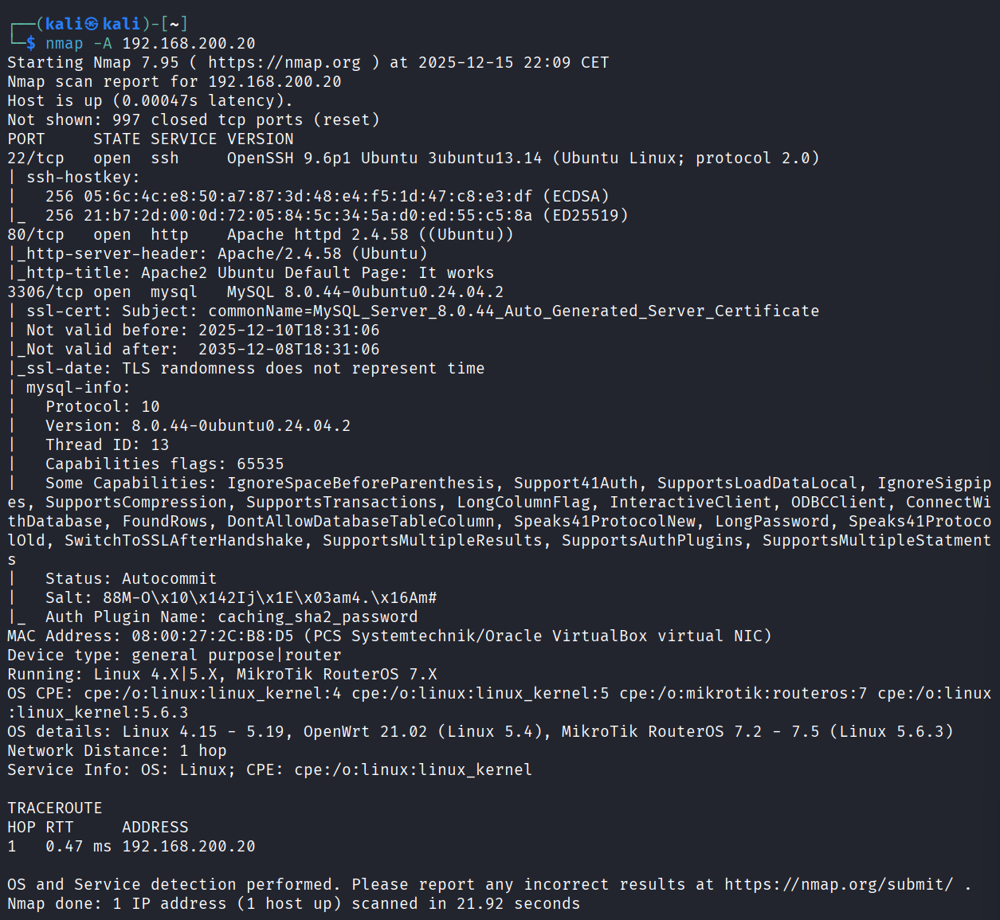 ┌──(kali㉿kali)-[~]
└─$ nmap -A 192.168.200.20
Starting Nmap 7.95 ( https://nmap.org ) at 2025-12-15 22:09 CET
Nmap scan report for 192.168.200.20
Host is up (0.00047s latency).
Not shown: 997 closed tcp ports (reset)
PORT     STATE SERVICE VERSION
22/tcp   open  ssh     OpenSSH 9.6p1 Ubuntu 3ubuntu13.14 (Ubuntu Linux; protocol 2.0)
| ssh-hostkey:
|   256 05:6c:4c:e8:50:a7:87:3d:48:e4:f5:1d:47:c8:e3:df (ECDSA)
|_  256 21:b7:2d:00:0d:72:05:84:5c:34:5a:d0:ed:55:c5:8a (ED25519)
80/tcp   open  http    Apache httpd 2.4.58 ((Ubuntu))
|_http-server-header: Apache/2.4.58 (Ubuntu)
|_http-title: Apache2 Ubuntu Default Page: It works
3306/tcp open  mysql   MySQL 8.0.44-0ubuntu0.24.04.2
| ssl-cert: Subject: commonName=MySQL_Server_8.0.44_Auto_Generated_Server_Certificate
| Not valid before: 2025-12-10T18:31:06
|_Not valid after:  2035-12-08T18:31:06
|_ssl-date: TLS randomness does not represent time
| mysql-info:
|   Protocol: 10
|   Version: 8.0.44-0ubuntu0.24.04.2
|   Thread ID: 13
|   Capabilities flags: 65535
|   Some Capabilities: IgnoreSpaceBeforeParenthesis, Support41Auth, SupportsLoadDataLocal, IgnoreSigpip
es, SupportsCompression, SupportsTransactions, LongColumnFlag, InteractiveClient, ODBCClient, ConnectWi
thDatabase, FoundRows, DontAllowDatabaseTableColumn, Speaks41ProtocolNew, LongPassword, Speaks41Protoco
lOld, SwitchToSSLAfterHandshake, SupportsMultipleResults, SupportsAuthPlugins, SupportsMultipleStatment
s
|   Status: Autocommit
|   Salt: 88M-O\x10\x142Ij\x1E\x03am4.\x16Am#
|_  Auth Plugin Name: caching_sha2_password
MAC Address: 08:00:27:2C:B8:D5 (PCS Systemtechnik/Oracle VirtualBox virtual NIC)
Device type: general purpose|router
Running: Linux 4.X|5.X, MikroTik RouterOS 7.X
OS CPE: cpe:/o:linux:linux_kernel:4 cpe:/o:linux:linux_kernel:5 cpe:/o:mikrotik:routeros:7 cpe:/o:linux
:linux_kernel:5.6.3
OS details: Linux 4.15 - 5.19, OpenWrt 21.02 (Linux 5.4), MikroTik RouterOS 7.2 - 7.5 (Linux 5.6.3)
Network Distance: 1 hop
Service Info: OS: Linux; CPE: cpe:/o:linux:linux_kernel
TRACEROUTE
HOP RTT     ADDRESS
1   0.47 ms 192.168.200.20
OS and Service detection performed. Please report any incorrect results at https://nmap.org/submit/ .
Nmap done: 1 IP address (1 host up) scanned in 21.92 seconds